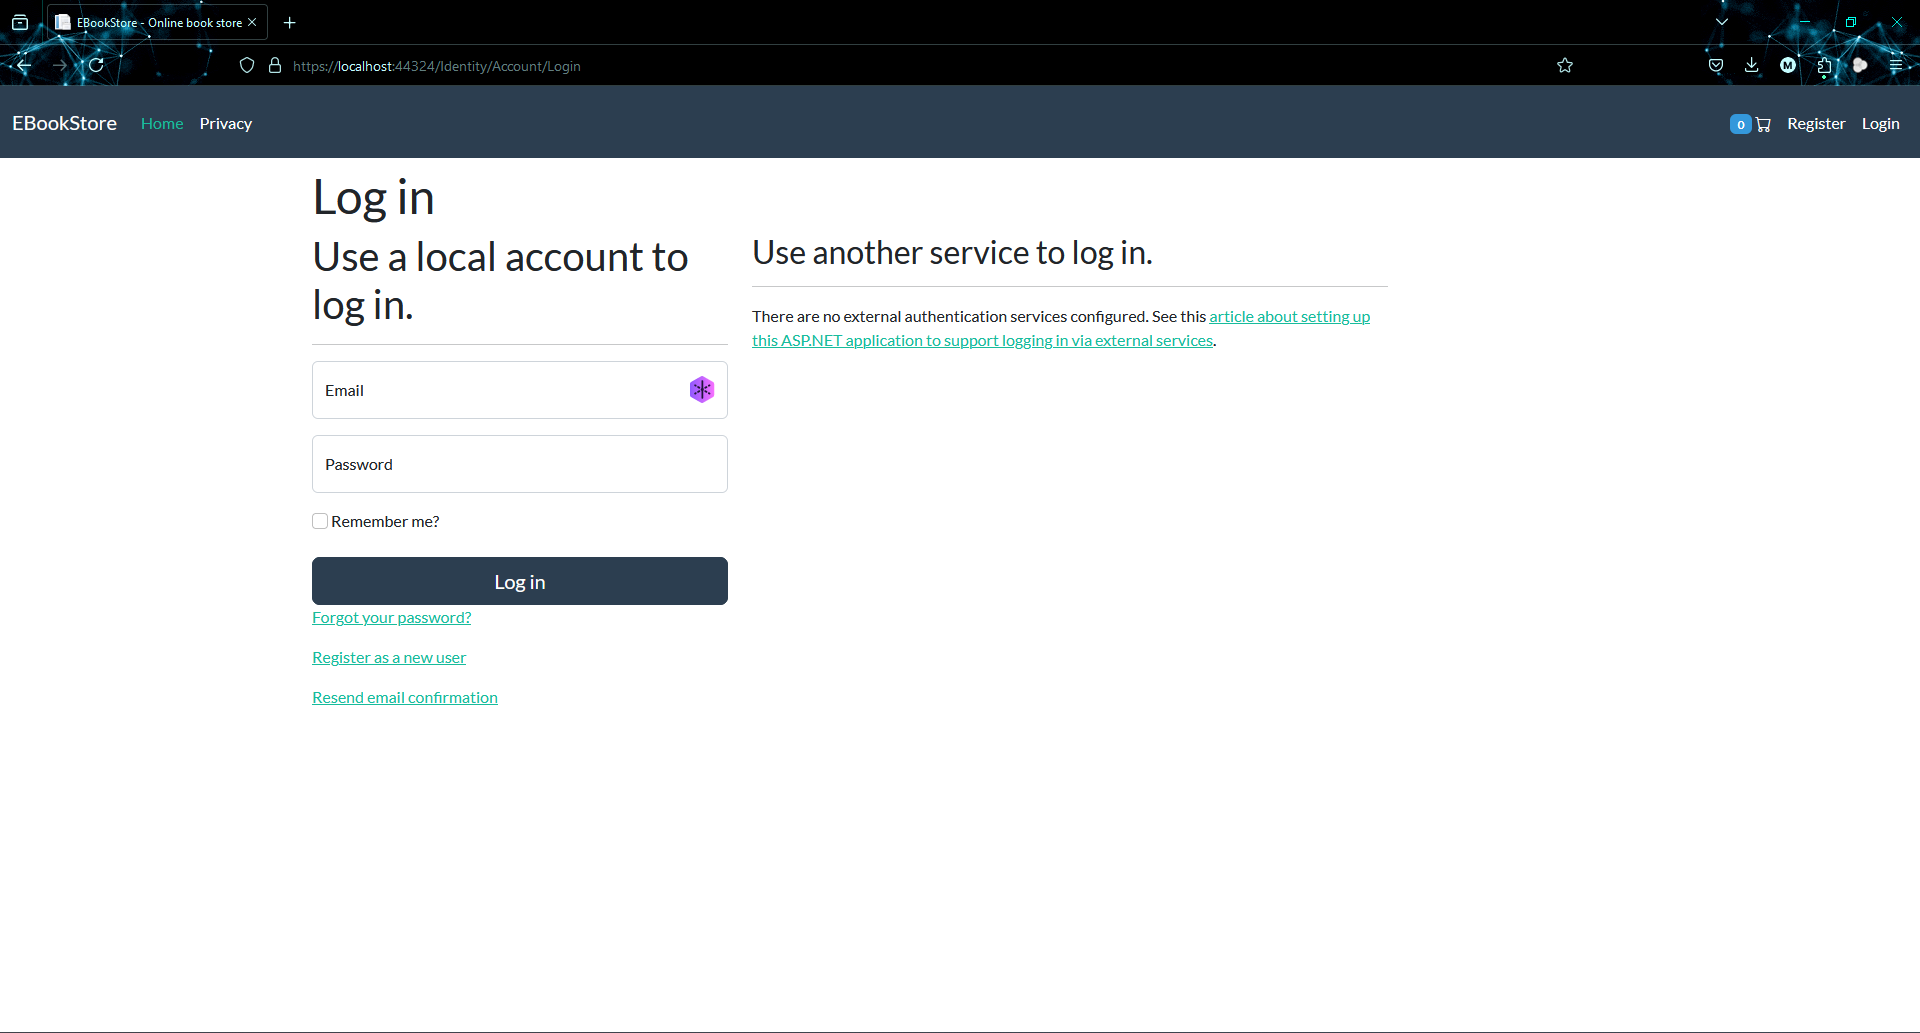 EBookStore - Online book store
https://localhost:44324/Identity/Account/Login
M
EBookStore Home Privacy 0 Register Login
Log in
Use a local account to
log in.
Email
Password
Remember me?
Log in
Forgot your password?
Register as a new user
Resend email confirmation
Use another service to log in.
There are no external authentication services configured. See this article about setting up
this ASP.NET application to support logging in via external services.